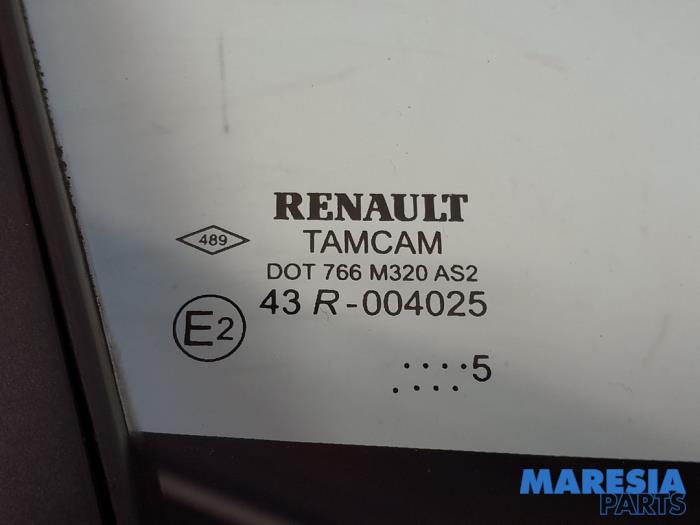 RENAULT
489
TAMCAM
DOT 766 M320 AS2
E2
43 R-004025
....5
....
MARESIA
PARTS